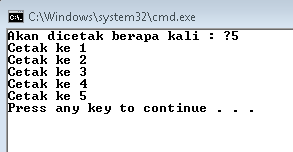 C:\Windows\system32\cmd.exe
Akan dicetak berapa kali : ?5
Cetak ke 1
Cetak ke 2
Cetak ke 3
Cetak ke 4
Cetak ke 5
Press any key to continue . . .